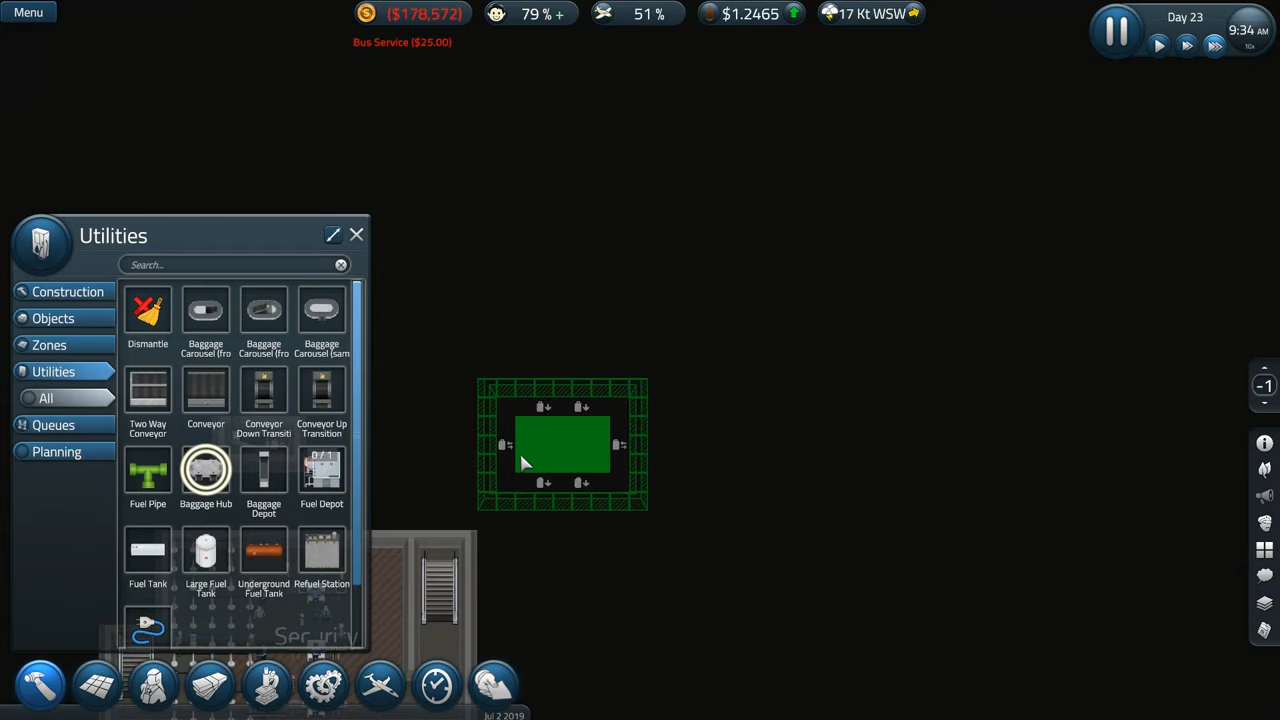 Menu
($178,572)
79 % +
51 %
$1.2465
17 Kt WSW
Day 23
9:34 AM
10x
Bus Service ($25.00)
Utilities
Search...
Construction
Objects
Zones
Utilities
All
Queues
Planning
Dismantle
Baggage Carousel (fro
Baggage Carousel (fro
Baggage Carousel (sam
Two Way Conveyor
Conveyor
Conveyor Down Transiti
Conveyor Up Transition
0 / 1
Fuel Pipe
Baggage Hub
Baggage Depot
Fuel Depot
Fuel Tank
Large Fuel Tank
Underground Fuel Tank
Refuel Station
Security
-1
Jul 2 2019